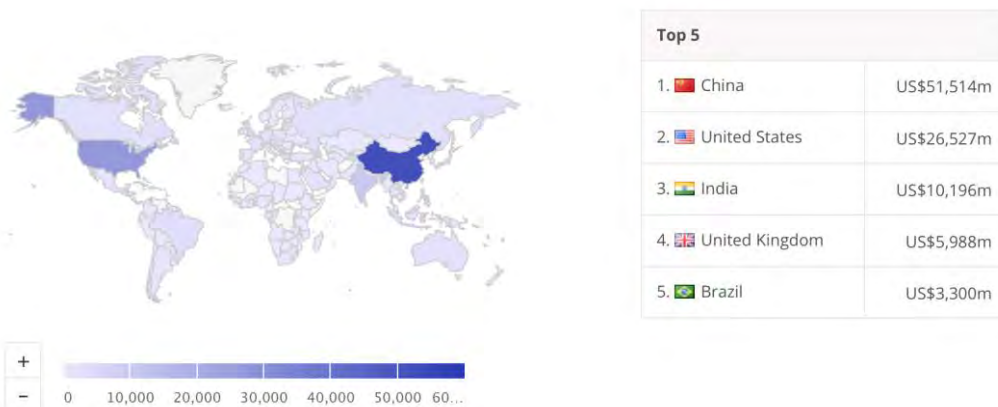 Top 5
1. China US$51,514m
2. United States US$26,527m
3. India US$10,196m
4. United Kingdom US$5,988m
5. Brazil US$3,300m
+
−
0 10,000 20,000 30,000 40,000 50,000 60...